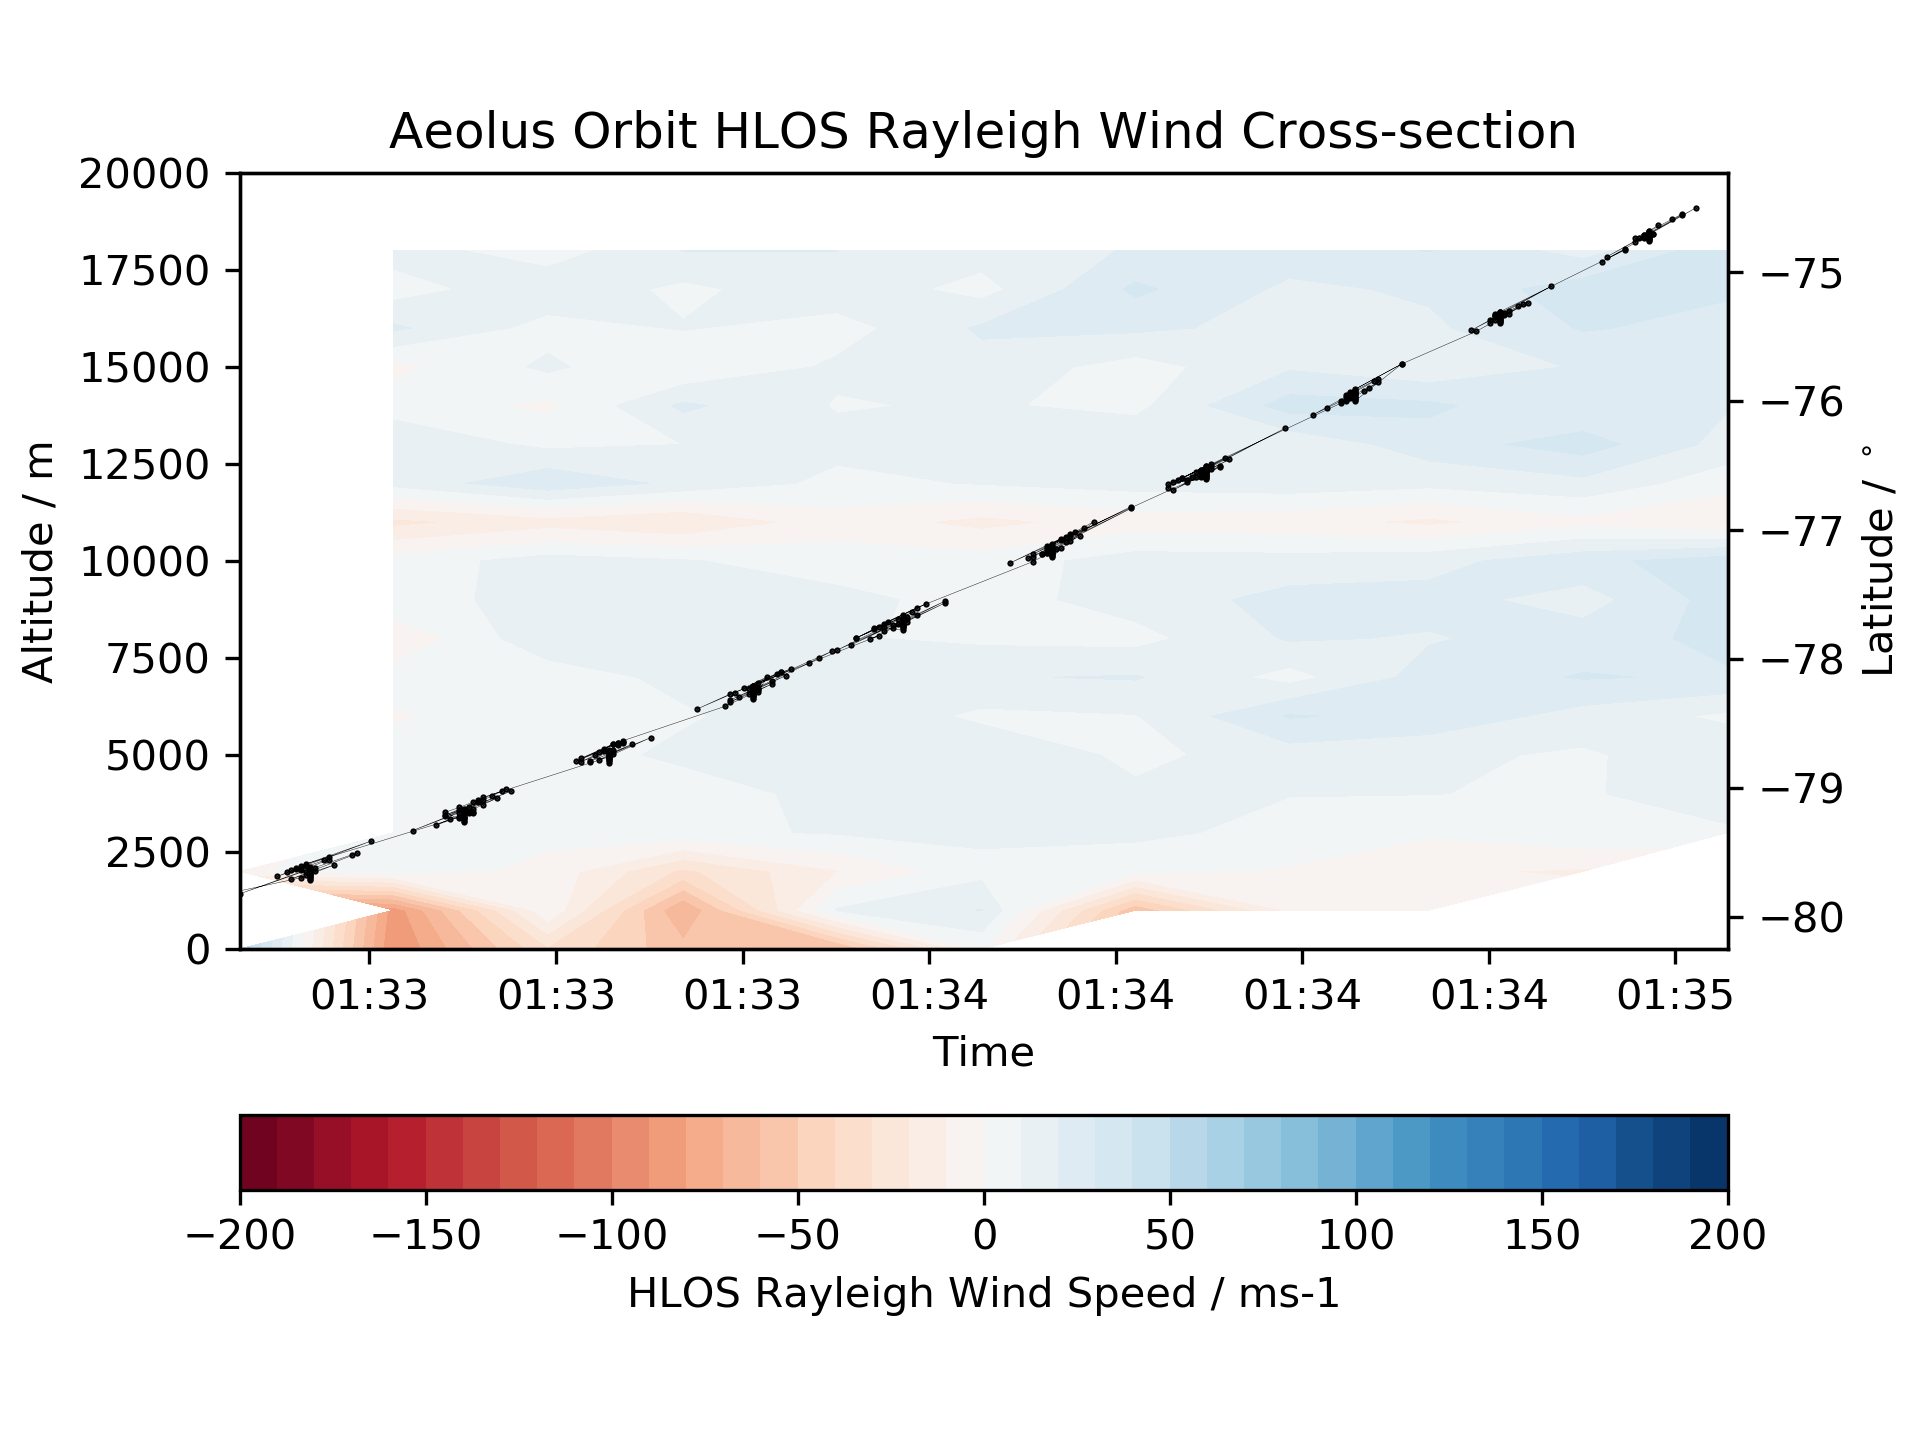 Aeolus Orbit HLOS Rayleigh Wind Cross-section
20000
17500
15000
12500
10000
7500
5000
2500
0
Altitude / m
−75
−76
−77
−78
−79
−80
Latitude / °
01:33 01:33 01:33 01:34 01:34 01:34 01:34 01:35
Time
−200 −150 −100 −50 0 50 100 150 200
HLOS Rayleigh Wind Speed / ms-1